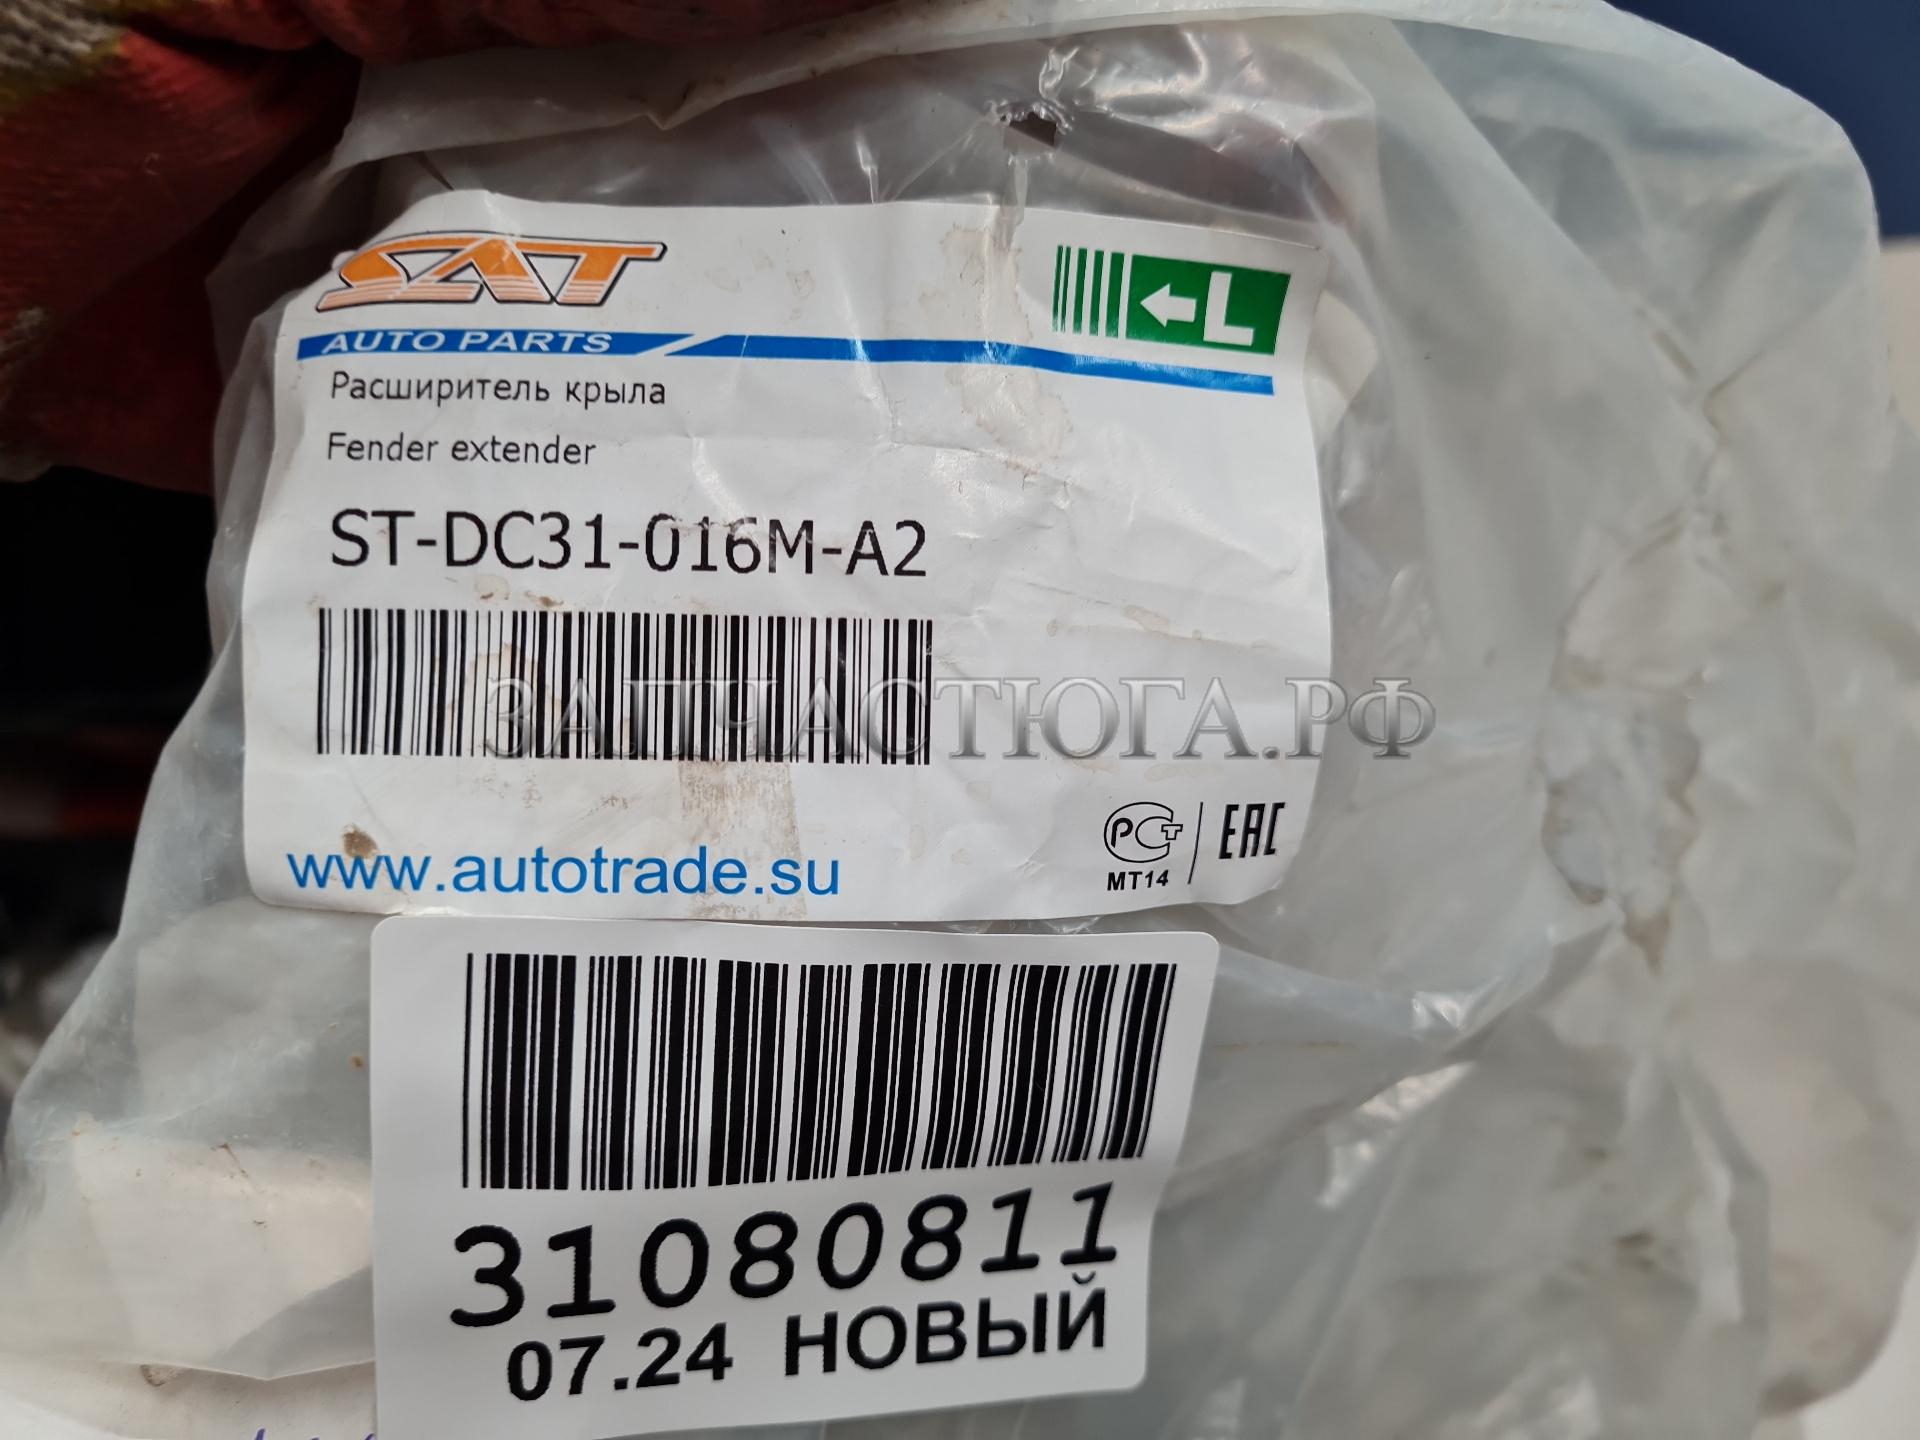 SAT
L
AUTO PARTS
Расширитель крыла
Fender extender
ST-DC31-016M-A2
ЗАПЧАСТЮГА.РФ
РСТ
МТ14
EAC
www.autotrade.su
31080811
07.24 НОВЫЙ